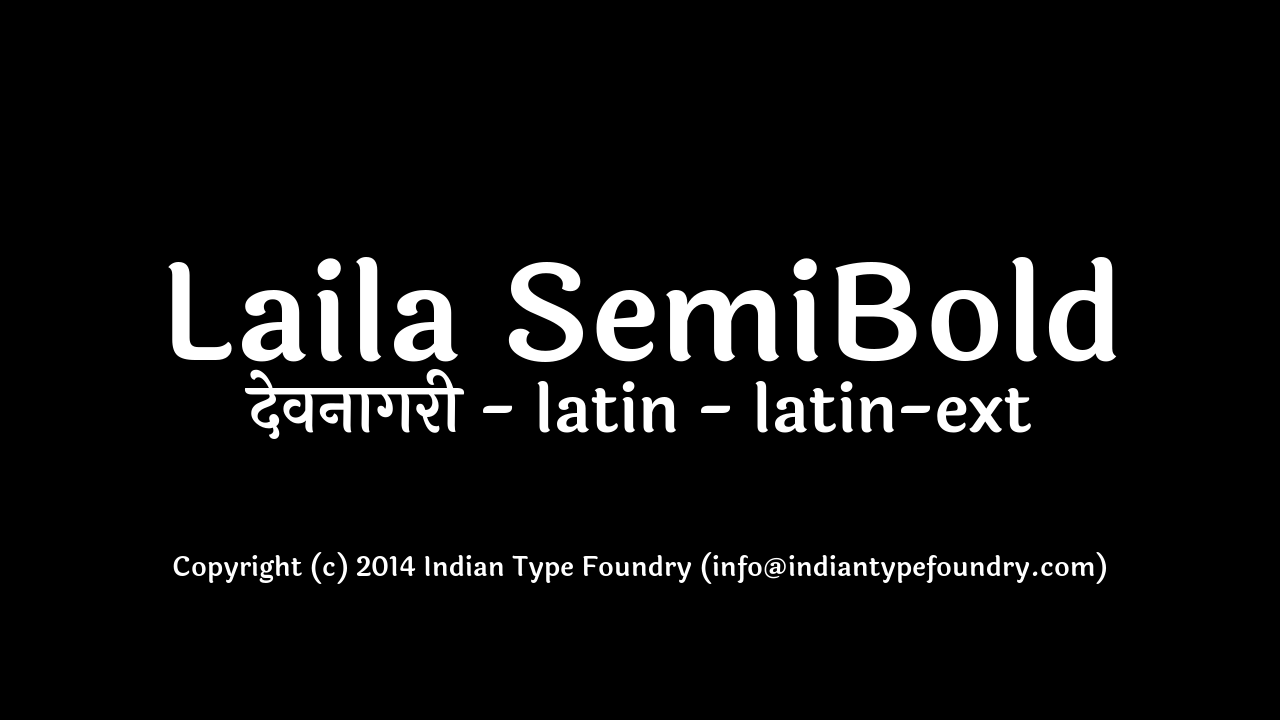 Laila SemiBold
देवनागरी - latin - latin-ext
Copyright (c) 2014 Indian Type Foundry (info@indiantypefoundry.com)